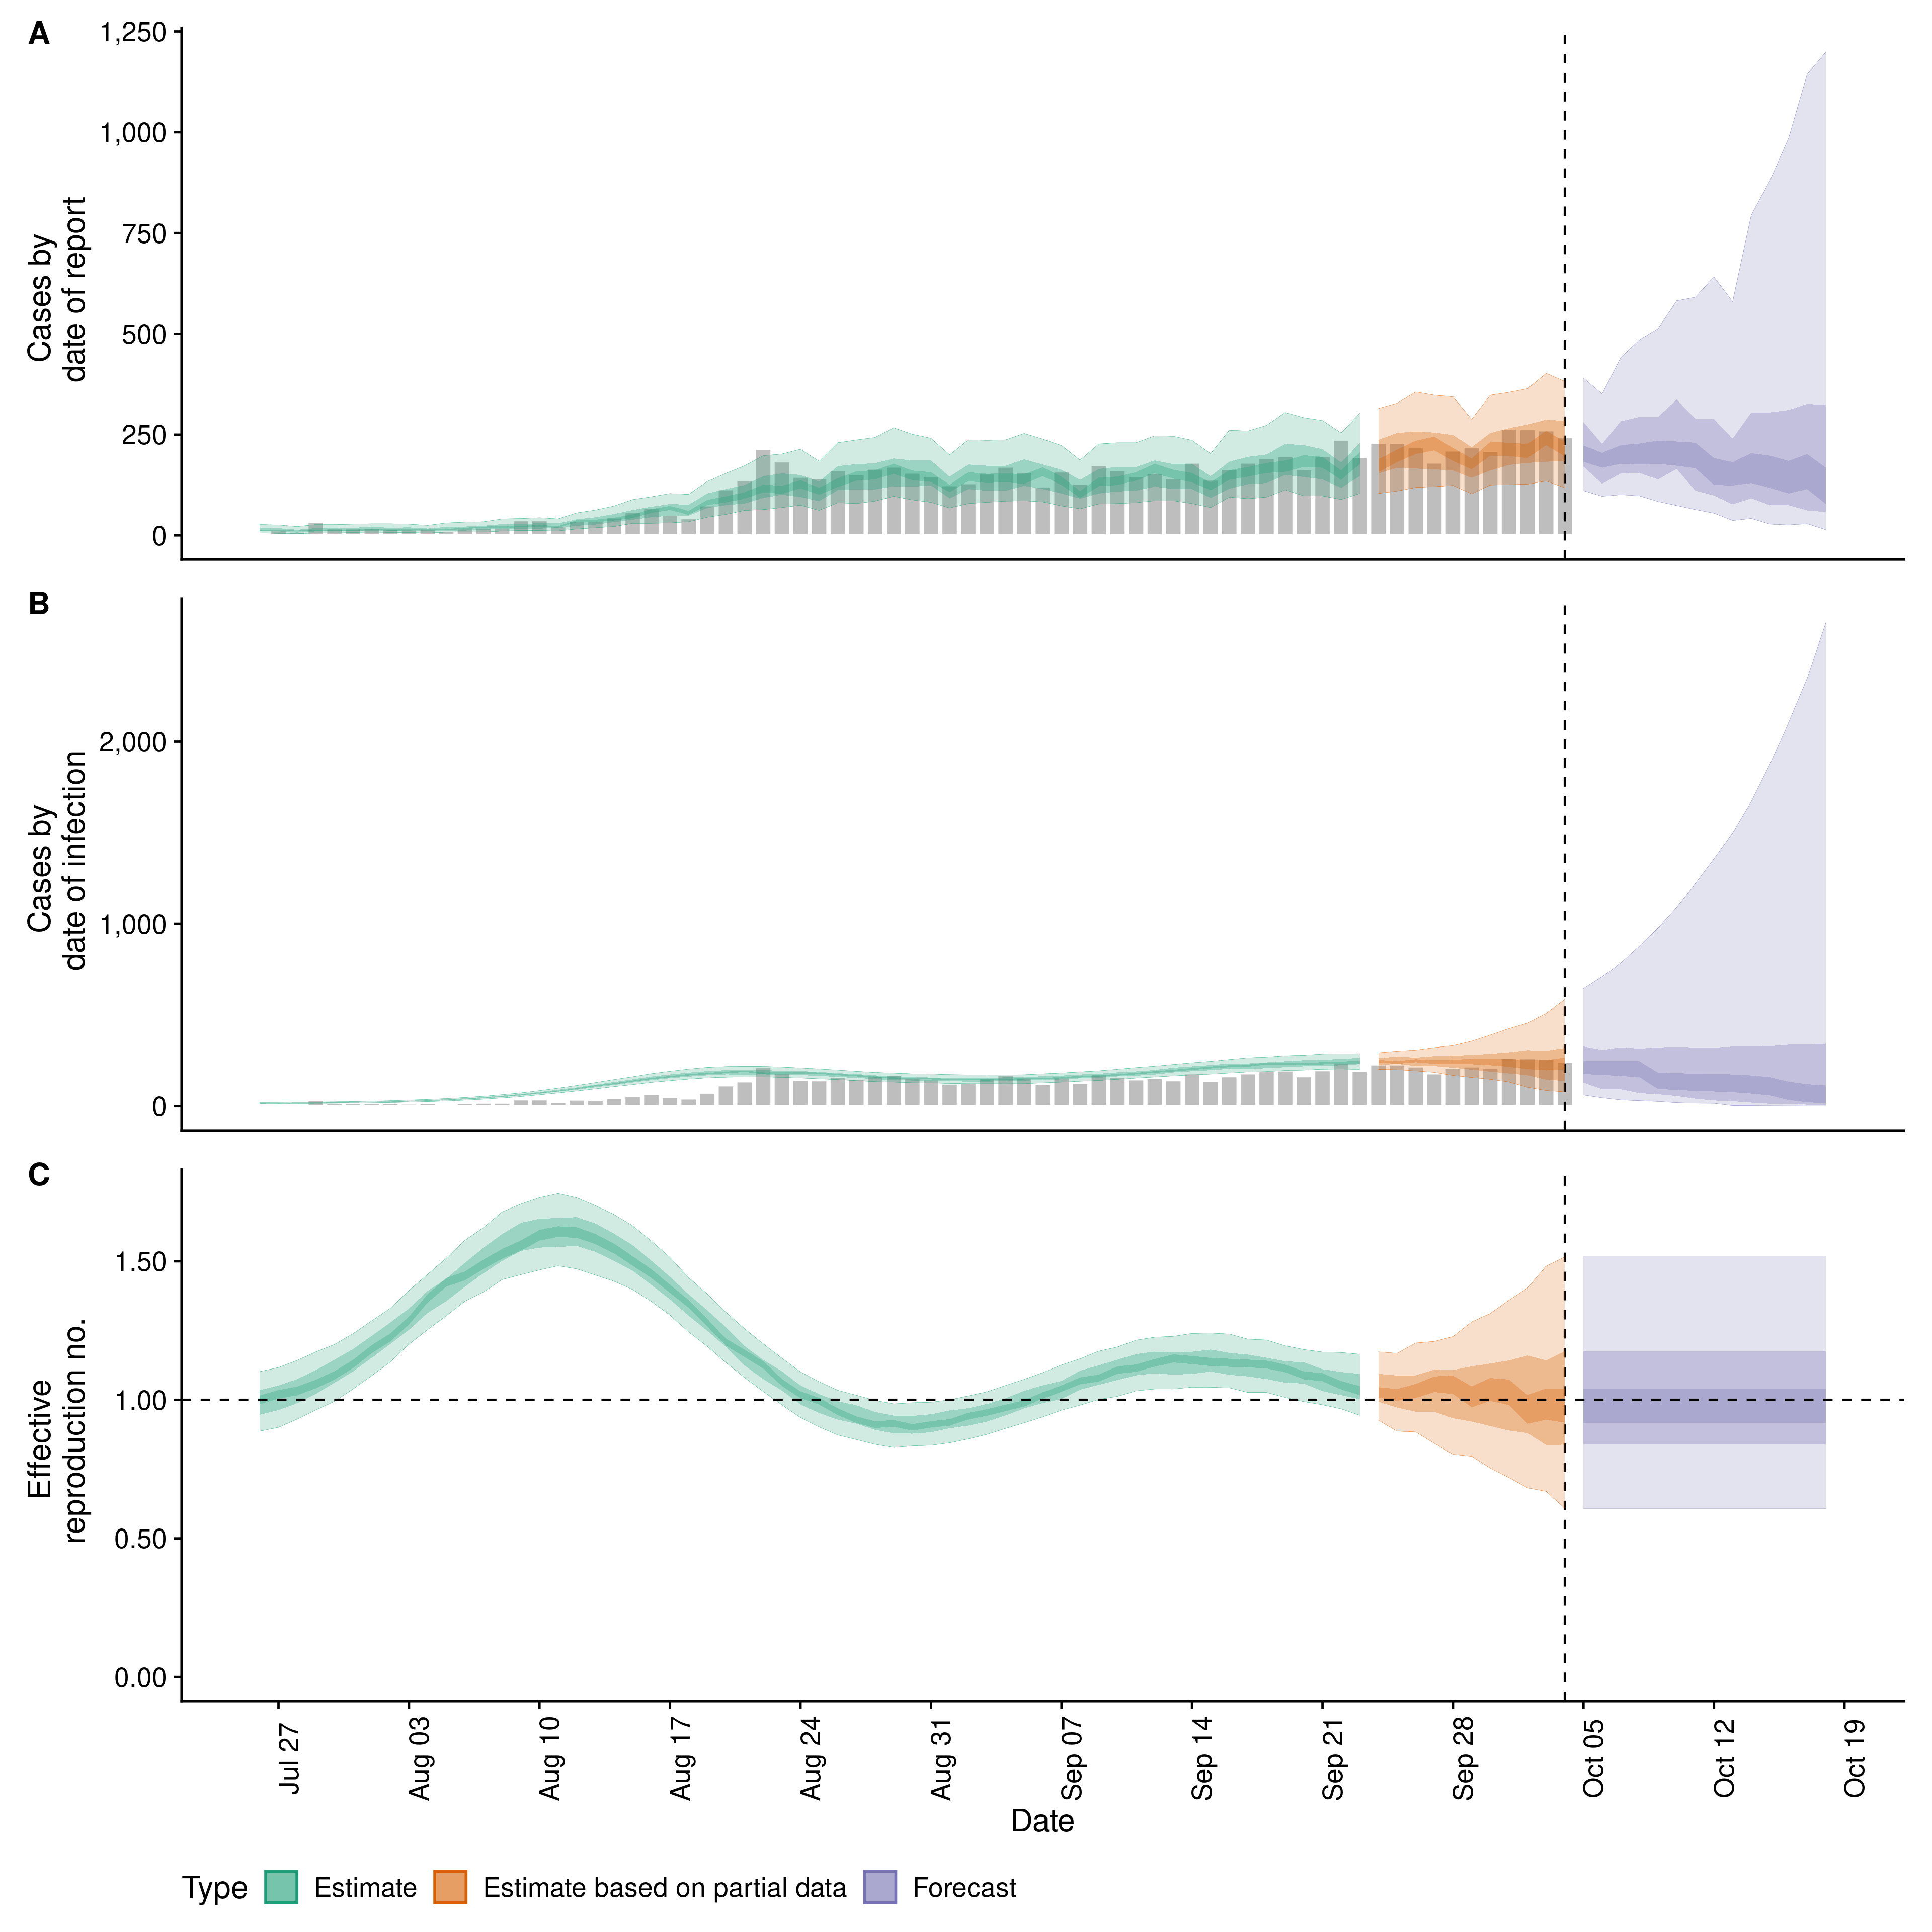 A
1,250
1,000
750
500
250
0
Cases by
date of report
B
2,000
1,000
0
Cases by
date of infection
C
1.50
1.00
0.50
0.00
Effective
reproduction no.
Jul 27
Aug 03
Aug 10
Aug 17
Aug 24
Aug 31
Sep 07
Sep 14
Sep 21
Sep 28
Oct 05
Oct 12
Oct 19
Date
Type Estimate Estimate based on partial data Forecast